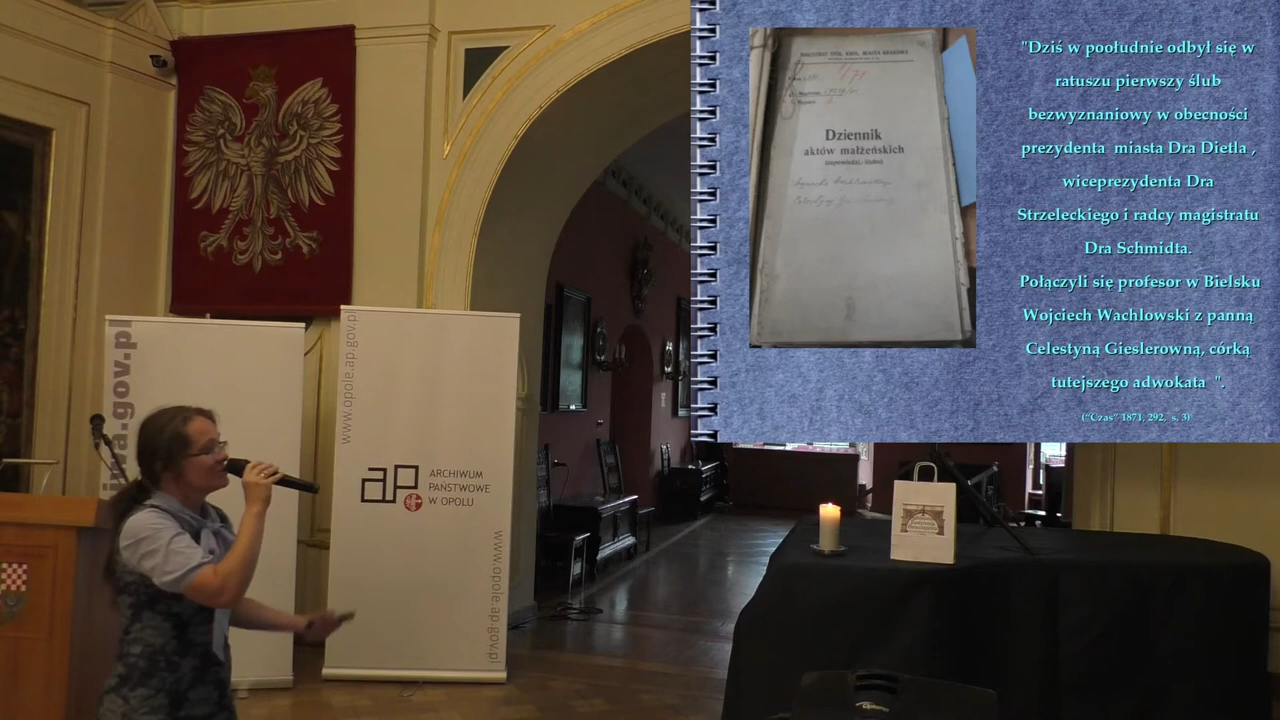 "Dziś w poołudnie odbył się w
ratuszu pierwszy ślub
bezwyznaniowy w obecności
prezydenta miasta Dra Dietla ,
wiceprezydenta Dra
Strzeleckiego i radcy magistratu
Dra Schmidta.
Połączyli się profesor w Bielsku
Wojciech Wachlowski z panną
Celestyną Gieslerowną, córką
tutejszego adwokata ".
("Czas" 1871, 292, s. 3)
Dziennik
aktów małżeńskich
www.opole.ap.gov.pl
ap
ARCHIWUM
PAŃSTWOWE
W OPOLU
www.opole.ap.gov.pl